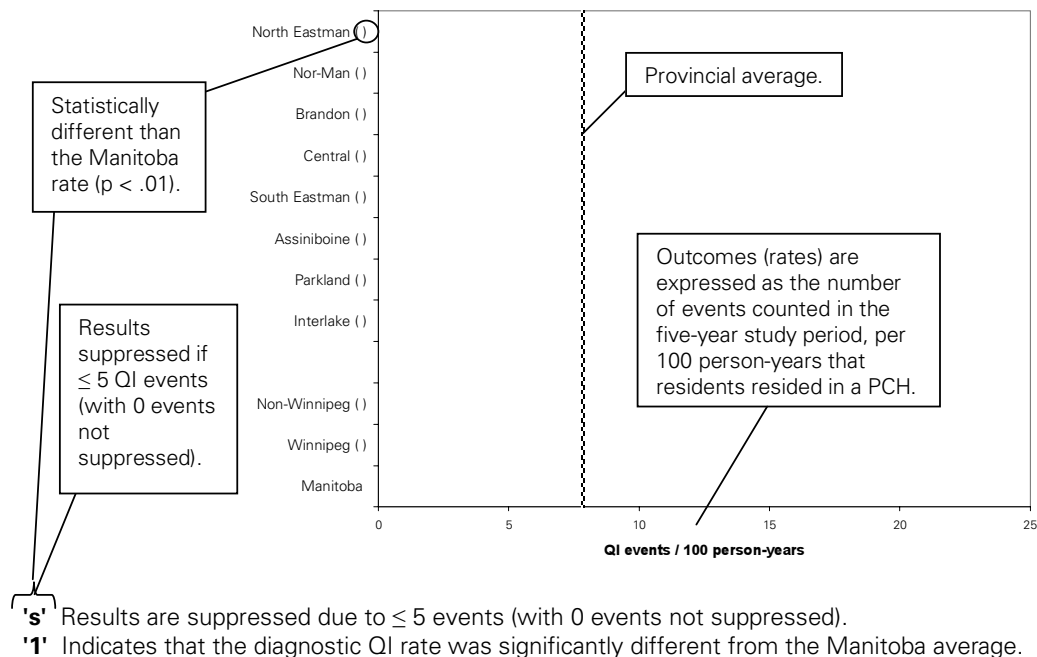 North Eastman ( )
Nor-Man ( )
Brandon ( )
Central ( )
South Eastman ( )
Assiniboine ( )
Parkland ( )
Interlake ( )
Non-Winnipeg ( )
Winnipeg ( )
Manitoba
Statistically
different than
the Manitoba
rate (p < .01).
Results
suppressed if
≤ 5 QI events
(with 0 events
not
suppressed).
Provincial average.
Outcomes (rates) are
expressed as the number
of events counted in the
five-year study period, per
100 person-years that
residents resided in a PCH.
0 5 10 15 20 25
QI events / 100 person-years
's' Results are suppressed due to ≤ 5 events (with 0 events not suppressed).
'1' Indicates that the diagnostic QI rate was significantly different from the Manitoba average.